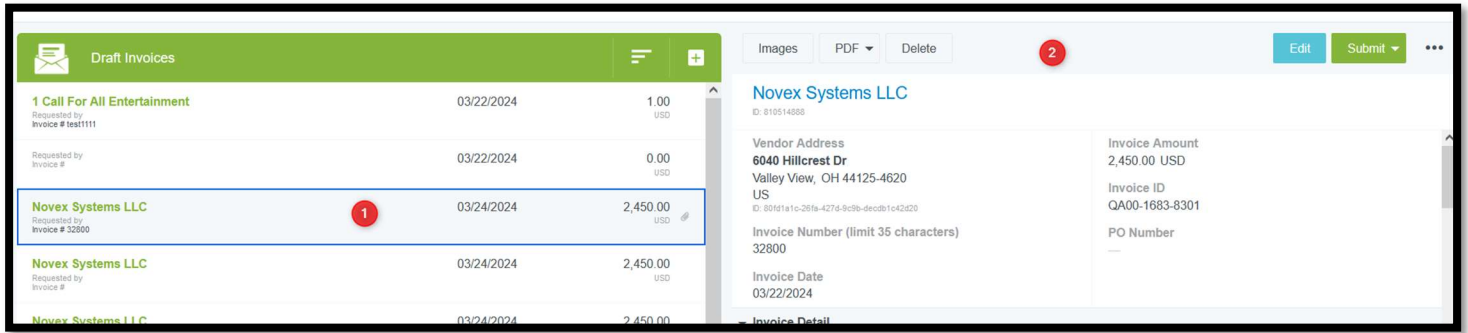 Draft Invoices
1 Call For All Entertainment 03/22/2024 1.00
Requested by USD
Invoice # test1111
Requested by 03/22/2024 0.00
Invoice # USD
Novex Systems LLC 1 03/24/2024 2,450.00
Requested by USD
Invoice # 32800
Novex Systems LLC 03/24/2024 2,450.00
Requested by USD
Invoice #
Novex Systems LLC 03/24/2024 2,450.00
Images PDF Delete 2 Edit Submit
Novex Systems LLC
ID: 810514888
Vendor Address
6040 Hillcrest Dr
Valley View, OH 44125-4620
US
ID: 80fd1a1c-26fa-427d-9c9b-decdb1c42d20
Invoice Number (limit 35 characters)
32800
Invoice Date
03/22/2024
Invoice Amount
2,450.00 USD
Invoice ID
QA00-1683-8301
PO Number
Invoice Detail